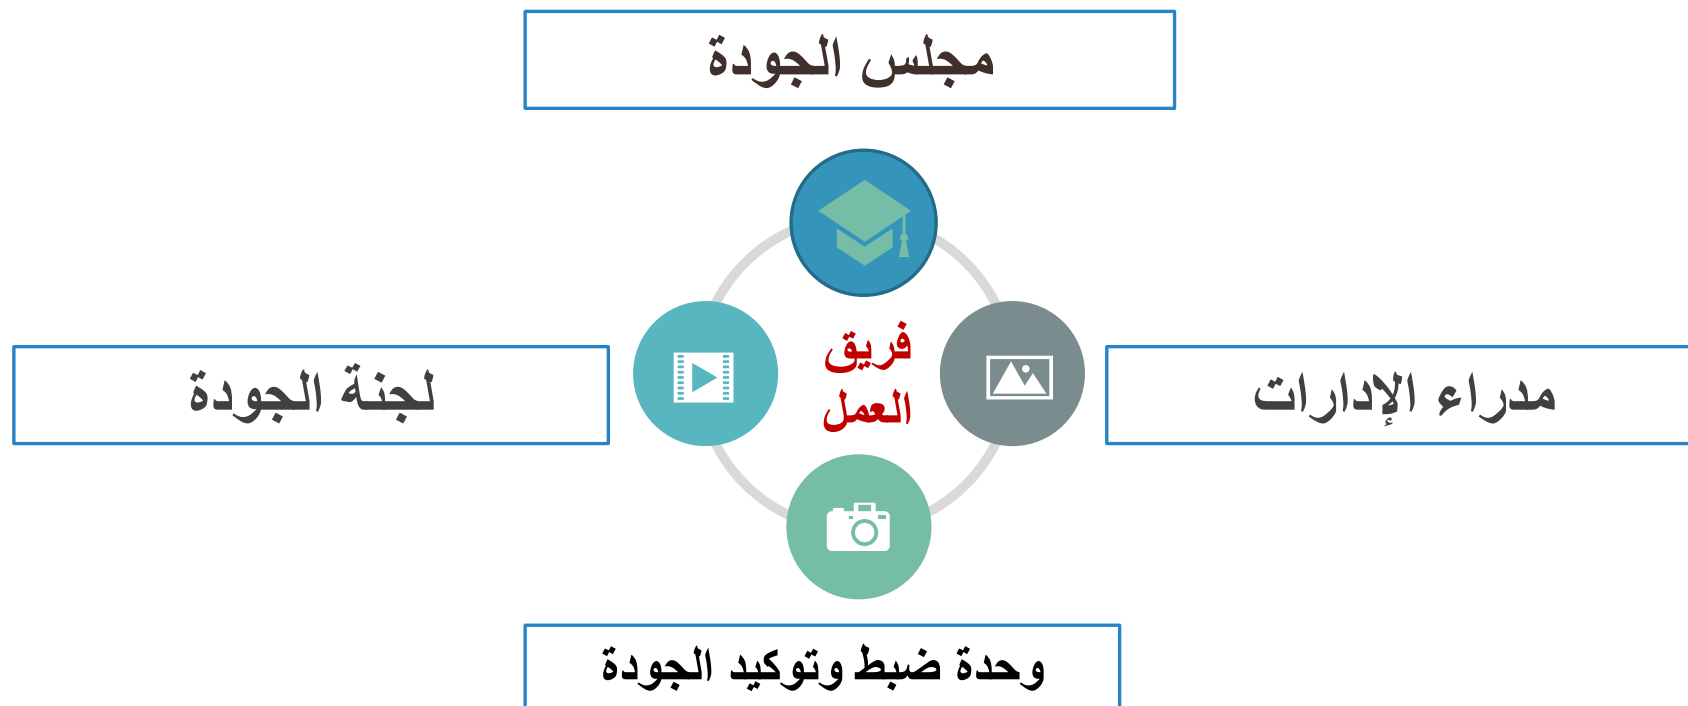 مجلس الجودة
فريق
العمل
مدراء الإدارات
لجنة الجودة
وحدة ضبط وتوكيد الجودة